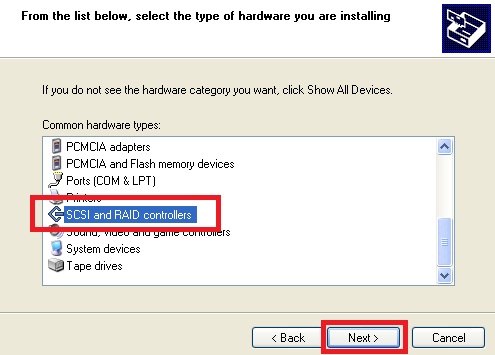 From the list below, select the type of hardware you are installing
If you do not see the hardware category you want, click Show All Devices.
Common hardware types:
PCMCIA adapters
PCMCIA and Flash memory devices
Ports (COM & LPT)
Printers
SCSI and RAID controllers
Sound, video and game controllers
System devices
Tape drives
< Back
Next >
Cancel